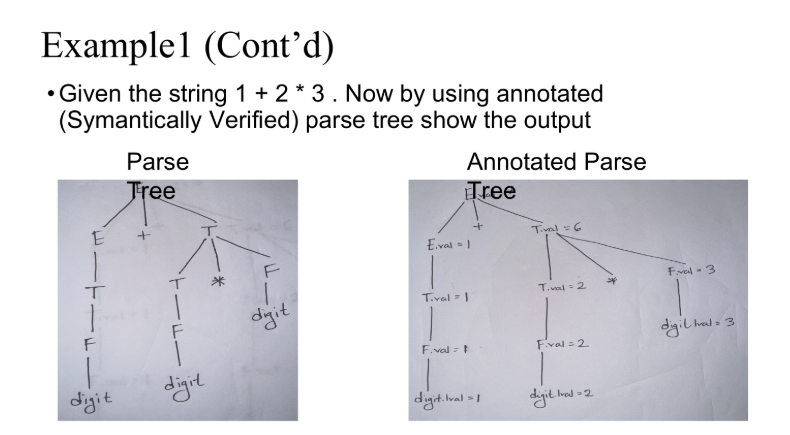 Example1 (Cont’d)
• Given the string 1 + 2 * 3 . Now by using annotated
(Symantically Verified) parse tree show the output
Parse
Tree
E + T
T T * F
F F digit
digit digit
Annotated Parse
Tree
+ T.val = 6
E.val = 1
T.val = 1 T.val = 2 * F.val = 3
F.val = 1 F.val = 2 digit.lval = 3
digit.lval = 1 digit.lval = 2